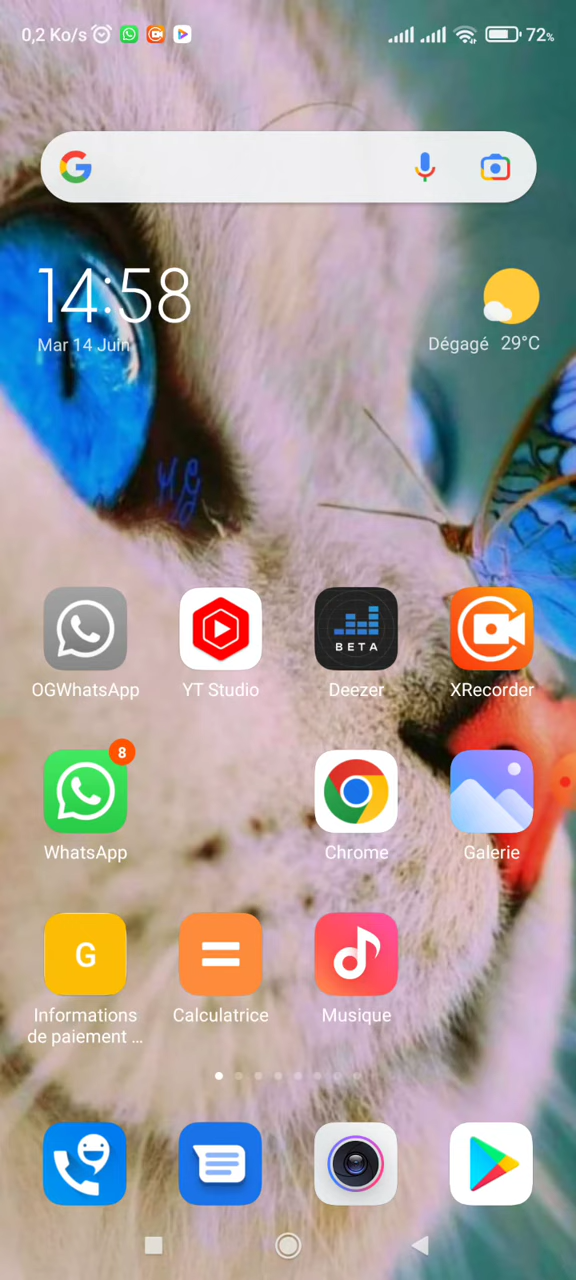 0,2 Ko/s 72%
14:58
Mar 14 Juin
Dégagé 29°C
BETA
OGWhatsApp YT Studio Deezer XRecorder
8
WhatsApp Chrome Galerie
G
Informations Calculatrice Musique
de paiement ...